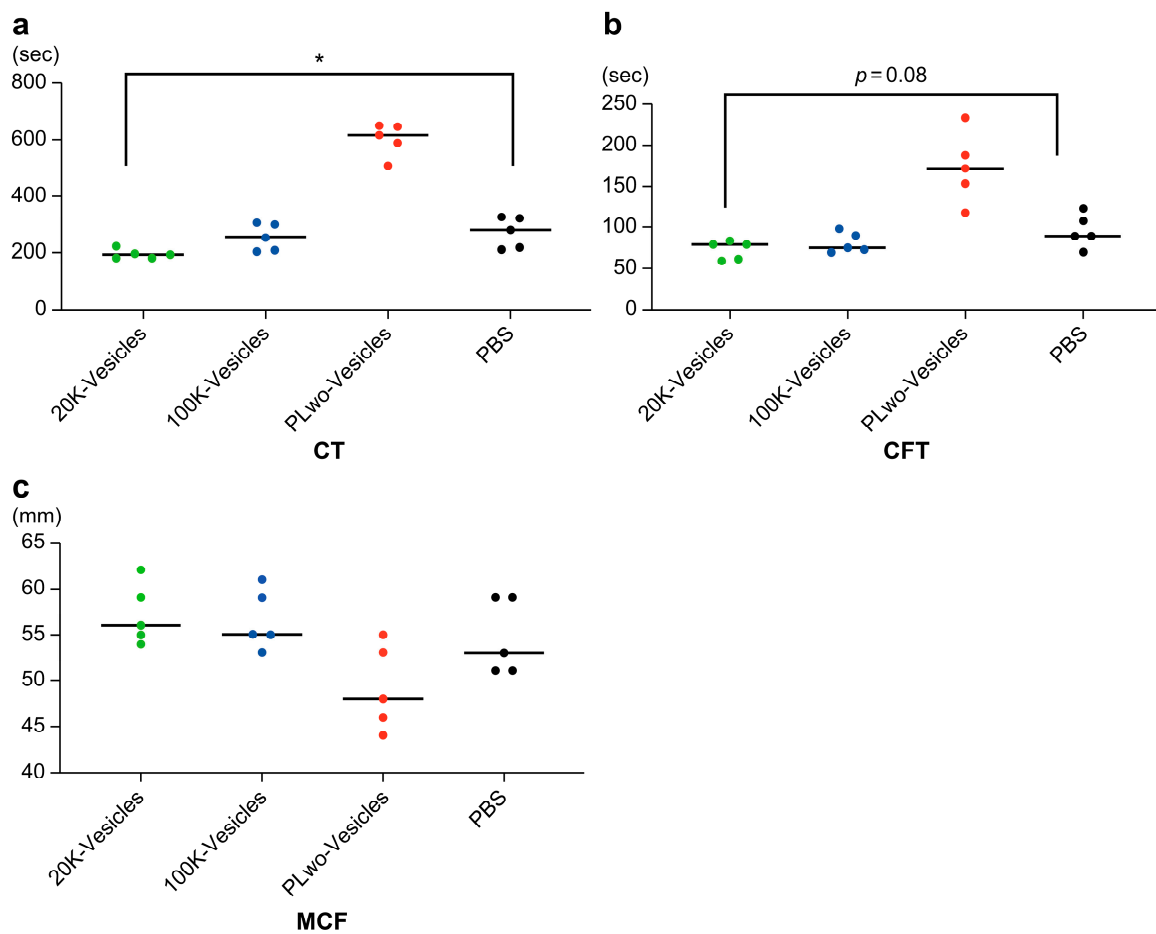 a
(sec)
*
800
600
400
200
0
20K-Vesicles
100K-Vesicles
PLwo-Vesicles
PBS
CT
b
(sec)
p = 0.08
250
200
150
100
50
0
20K-Vesicles
100K-Vesicles
PLwo-Vesicles
PBS
CFT
c
(mm)
65
60
55
50
45
40
20K-Vesicles
100K-Vesicles
PLwo-Vesicles
PBS
MCF